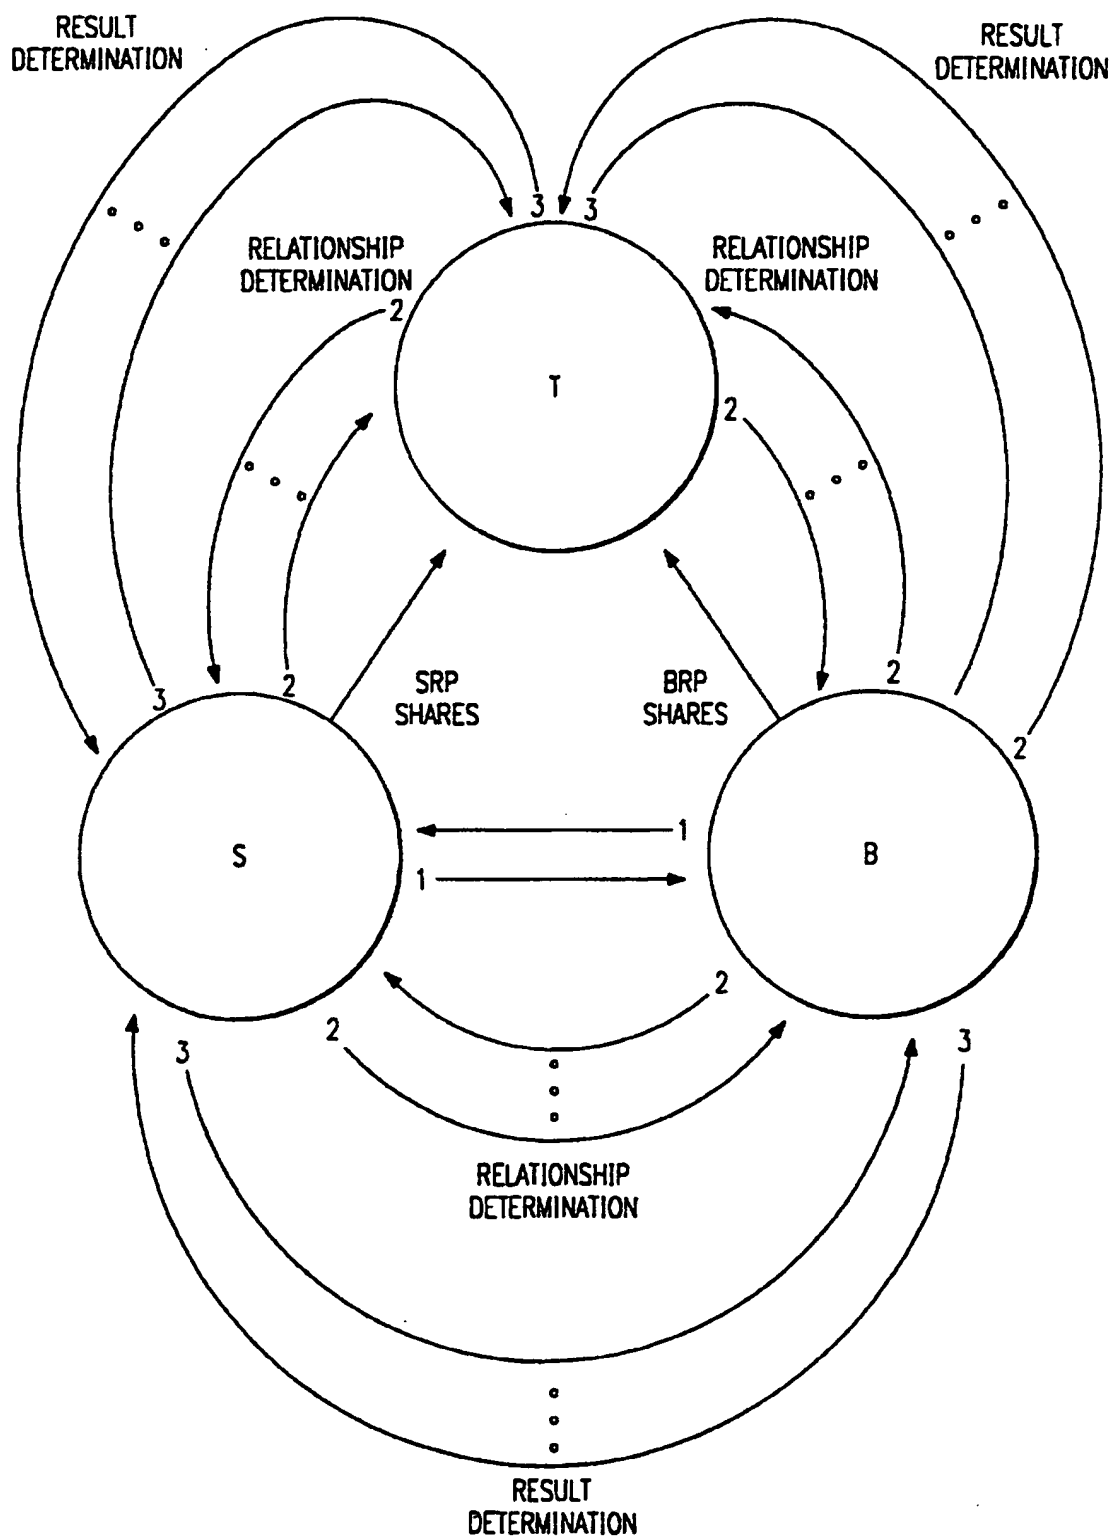 RESULT
DETERMINATION
RESULT
DETERMINATION
3
3
RELATIONSHIP
DETERMINATION
RELATIONSHIP
DETERMINATION
2
T
2
3
2
SRP
SHARES
BRP
SHARES
2
2
S
1
1
B
2
2
3
3
RELATIONSHIP
DETERMINATION
RESULT
DETERMINATION